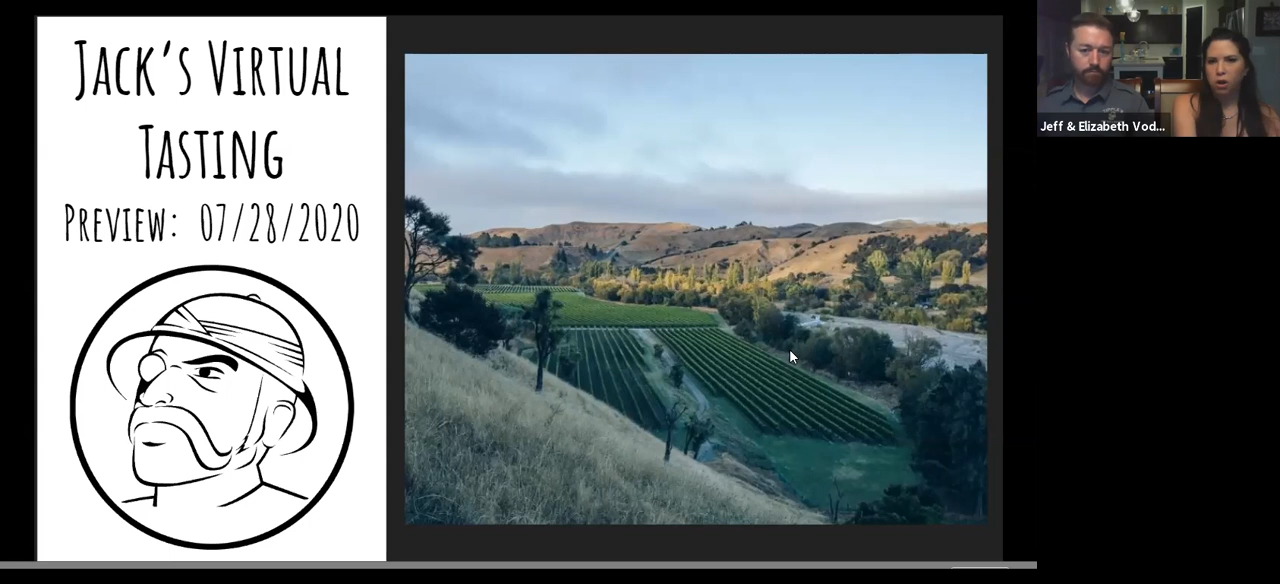 Jack's Virtual
Tasting
Preview: 07/28/2020
Jeff & Elizabeth Vod...